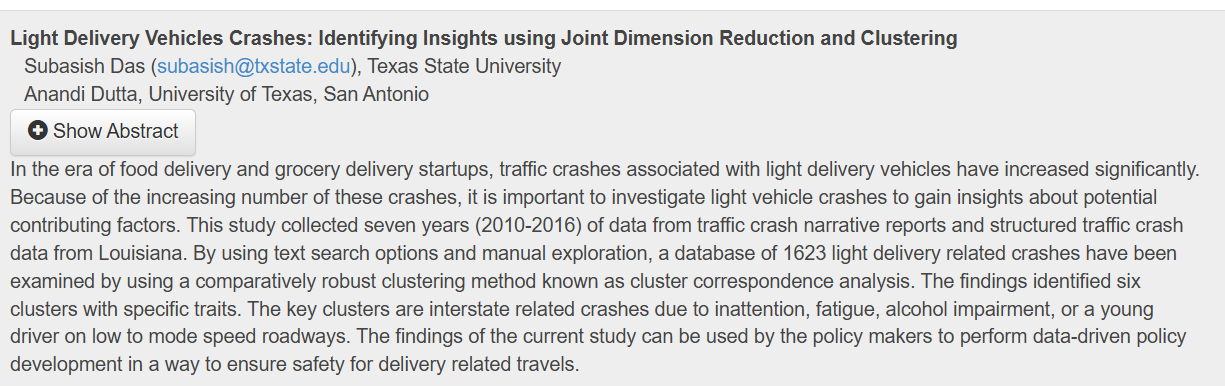 Light Delivery Vehicles Crashes: Identifying Insights using Joint Dimension Reduction and Clustering
Subasish Das (subasish@txstate.edu), Texas State University
Anandi Dutta, University of Texas, San Antonio
Show Abstract
In the era of food delivery and grocery delivery startups, traffic crashes associated with light delivery vehicles have increased significantly.
Because of the increasing number of these crashes, it is important to investigate light vehicle crashes to gain insights about potential
contributing factors. This study collected seven years (2010-2016) of data from traffic crash narrative reports and structured traffic crash
data from Louisiana. By using text search options and manual exploration, a database of 1623 light delivery related crashes have been
examined by using a comparatively robust clustering method known as cluster correspondence analysis. The findings identified six
clusters with specific traits. The key clusters are interstate related crashes due to inattention, fatigue, alcohol impairment, or a young
driver on low to mode speed roadways. The findings of the current study can be used by the policy makers to perform data-driven policy
development in a way to ensure safety for delivery related travels.